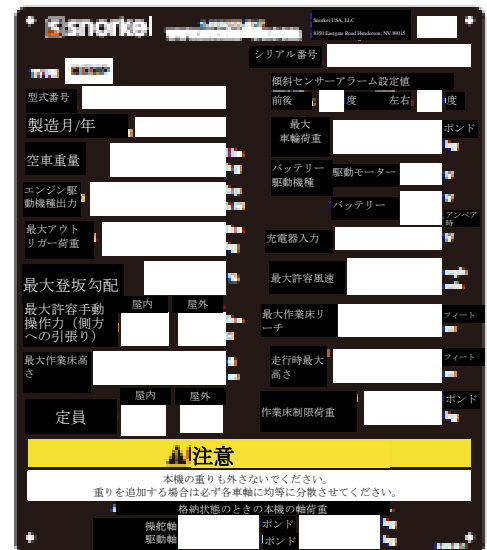 snorkel
Snorkel USA, LLC
8350 Eastgate Road Henderson, NV 89015
シリアル番号
TYPE
型式番号
傾斜センサーアラーム設定値
前後 度 左右 度
製造月/年
最大
車輪荷重
ポンド
kg
空車重量
バッテリー
駆動機種
駆動モーター
エンジン駆
動機種出力
バッテリー
アンペア
時
最大アウト
リガー荷重
充電器入力
最大登坂勾配
最大許容風速
屋内 屋外
最大許容手動
操作力（側方
への引張り）
最大作業床リ
ーチ
フィート
最大作業床高
さ
走行時最大
高さ
フィート
屋内 屋外
定員
作業床制限荷重
ポンド
kg
注意
本機の重りも外さないでください。
重りを追加する場合は必ず各車軸に均等に分散させてください。
格納状態のときの本機の軸荷重
操舵軸 ポンド kg
駆動軸 ポンド kg